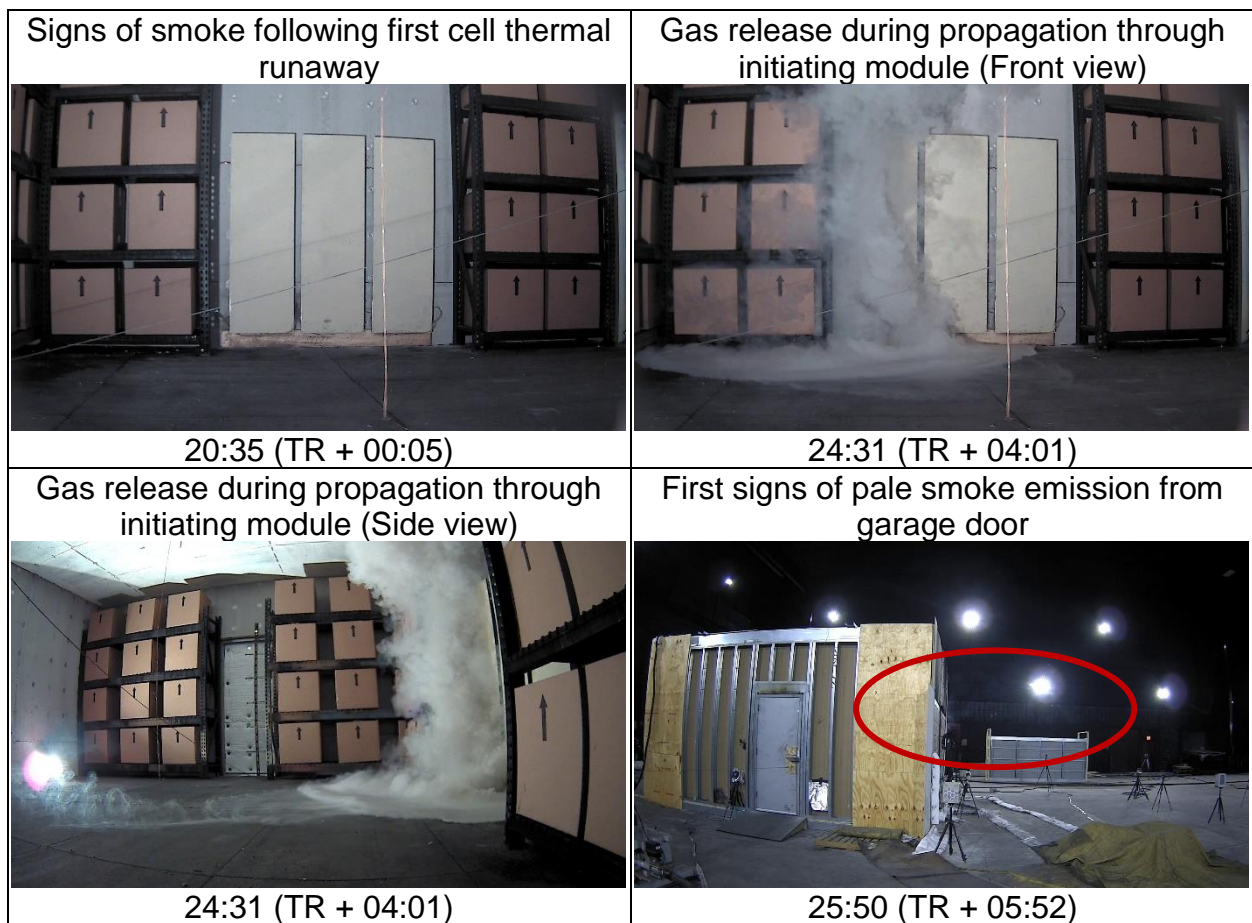 Signs of smoke following first cell thermal
runaway
20:35 (TR + 00:05)
Gas release during propagation through
initiating module (Front view)
24:31 (TR + 04:01)
Gas release during propagation through
initiating module (Side view)
24:31 (TR + 04:01)
First signs of pale smoke emission from
garage door
25:50 (TR + 05:52)